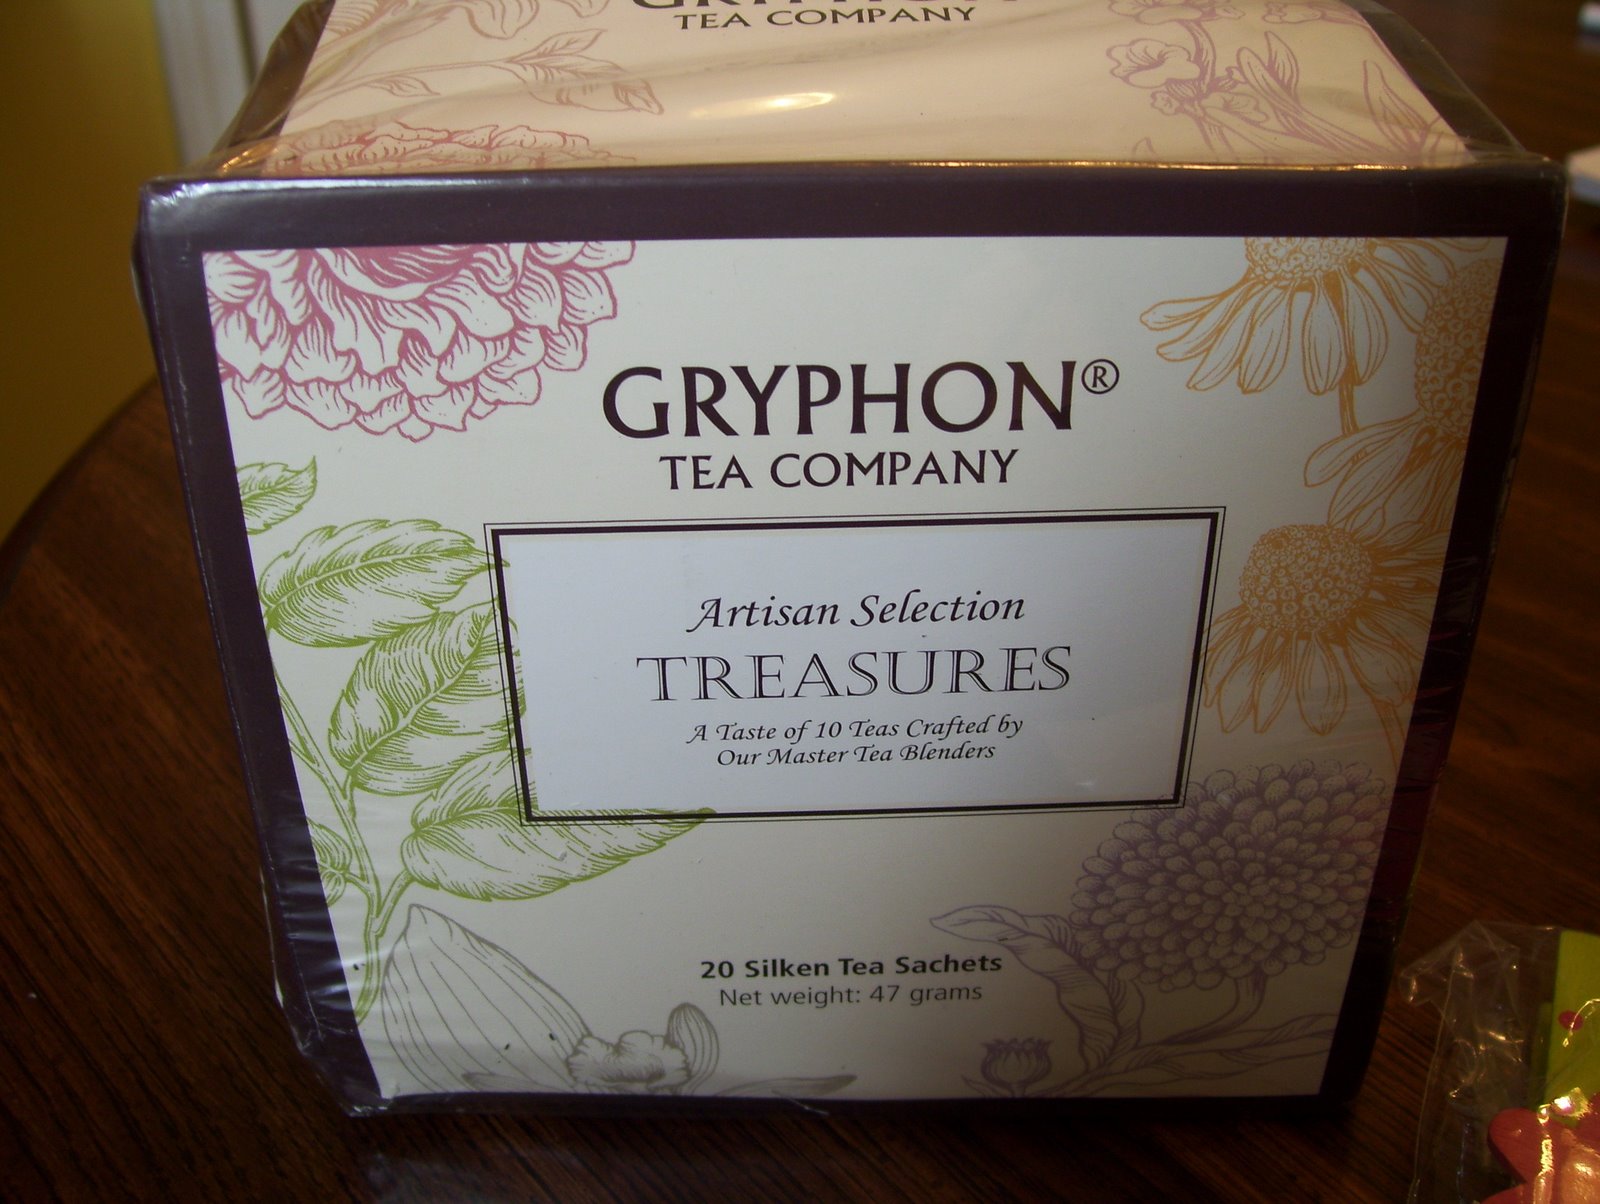 GRYPHON
TEA COMPANY
GRYPHON®
TEA COMPANY
Artisan Selection
TREASURES
A Taste of 10 Teas Crafted by
Our Master Tea Blenders
20 Silken Tea Sachets
Net weight: 47 grams